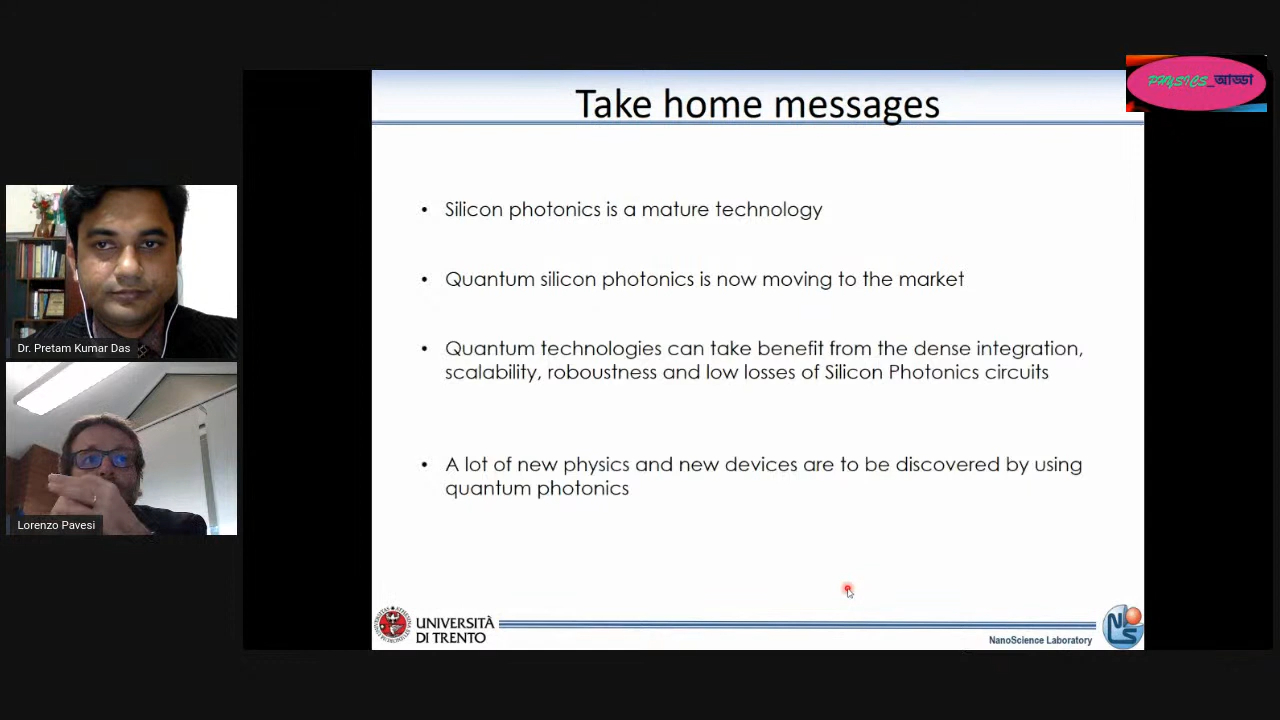 PHYSICS_আড্ডা
Take home messages
• Silicon photonics is a mature technology
• Quantum silicon photonics is now moving to the market
• Quantum technologies can take benefit from the dense integration,
scalability, roboustness and low losses of Silicon Photonics circuits
• A lot of new physics and new devices are to be discovered by using
quantum photonics
Dr. Pretam Kumar Das
Lorenzo Pavesi
UNIVERSITÀ
DI TRENTO
NanoScience Laboratory
NLS